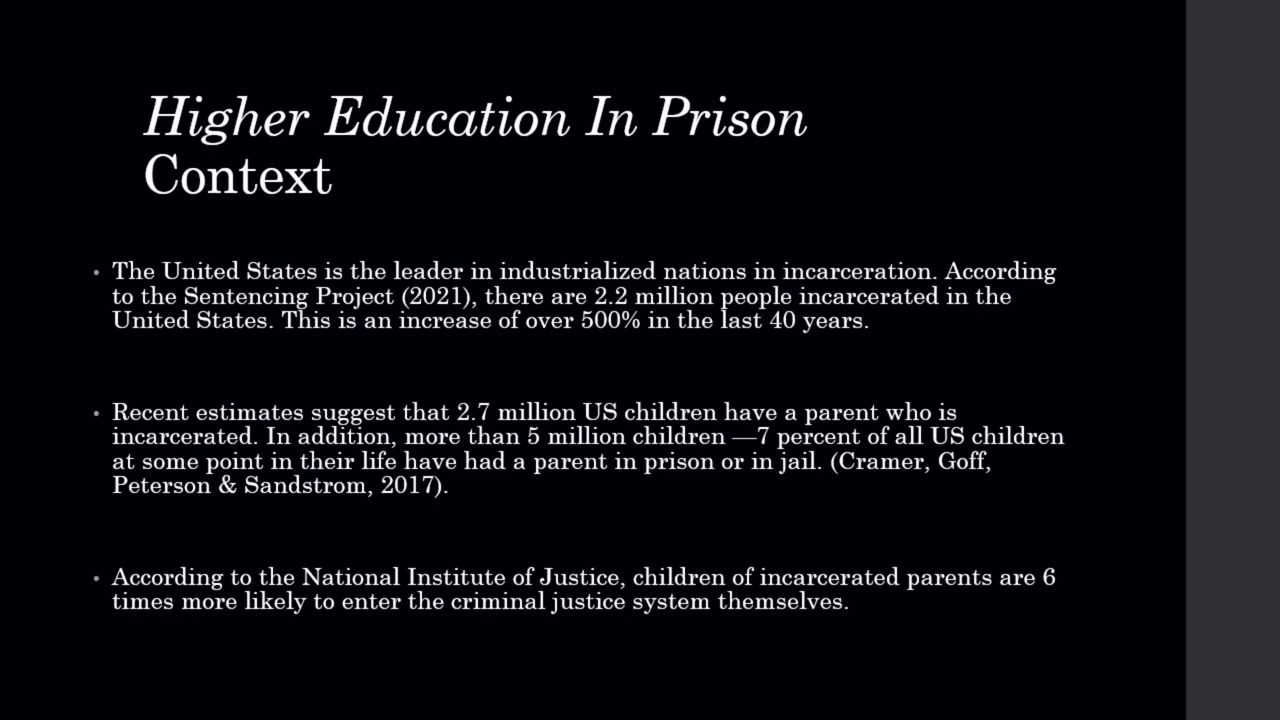 Higher Education In Prison
Context
• The United States is the leader in industrialized nations in incarceration. According
to the Sentencing Project (2021), there are 2.2 million people incarcerated in the
United States. This is an increase of over 500% in the last 40 years.
• Recent estimates suggest that 2.7 million US children have a parent who is
incarcerated. In addition, more than 5 million children —7 percent of all US children
at some point in their life have had a parent in prison or in jail. (Cramer, Goff,
Peterson & Sandstrom, 2017).
• According to the National Institute of Justice, children of incarcerated parents are 6
times more likely to enter the criminal justice system themselves.